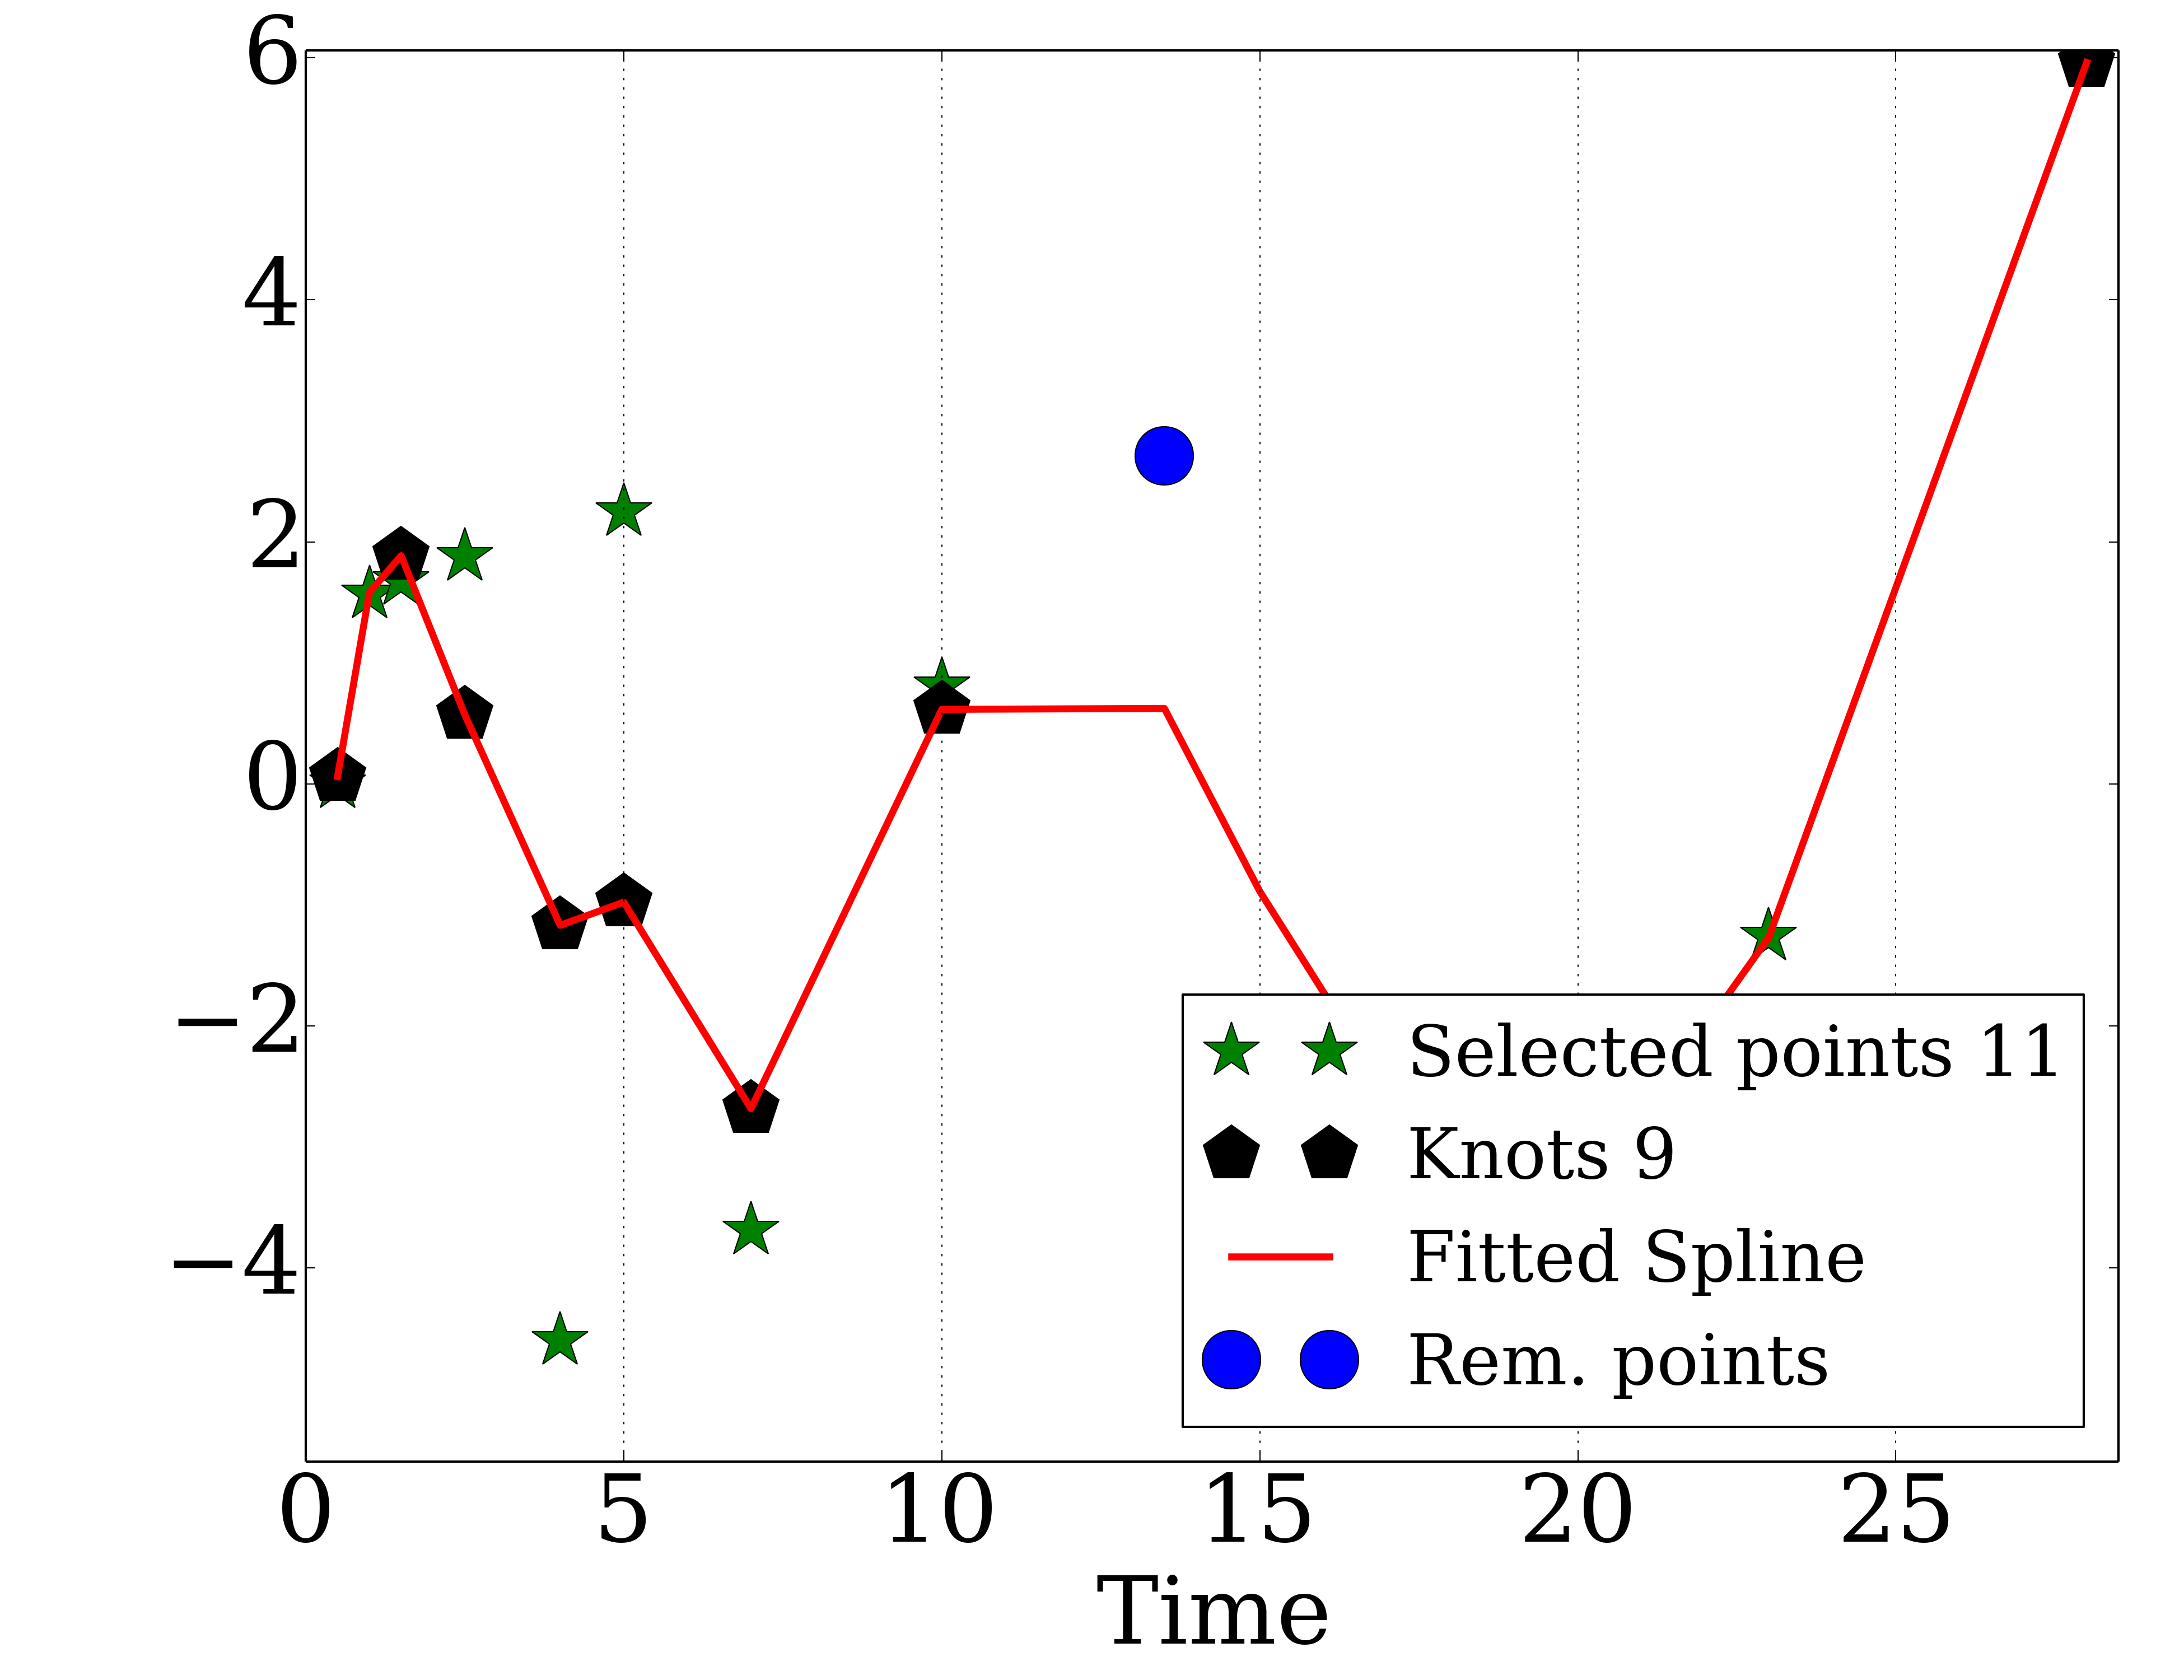 6
4
2
0
−2
−4
Selected points 11
Knots 9
Fitted Spline
Rem. points
0 5 10 15 20 25
Time